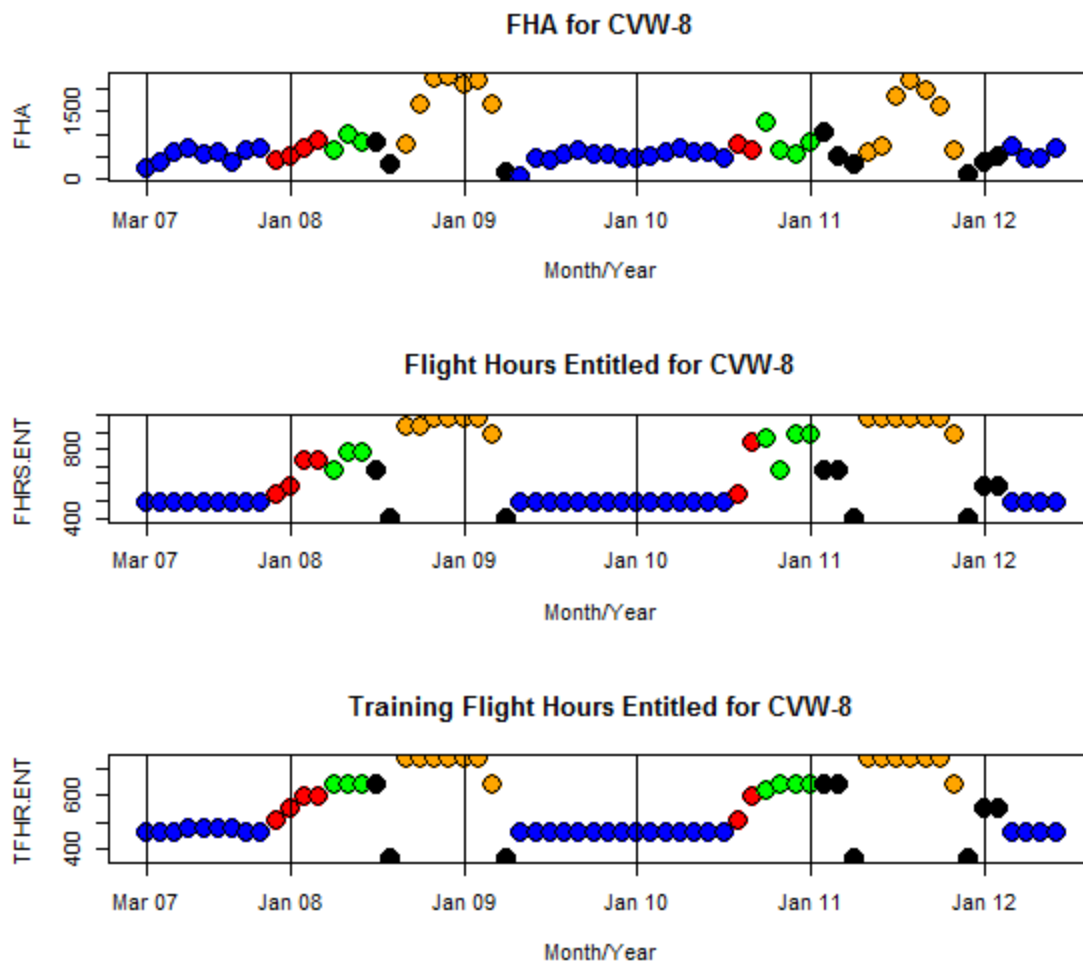 FHA for CVW-8
FHA
1500
0
Mar 07 Jan 08 Jan 09 Jan 10 Jan 11 Jan 12
Month/Year
Flight Hours Entitled for CVW-8
FHRS.ENT
800
400
Mar 07 Jan 08 Jan 09 Jan 10 Jan 11 Jan 12
Month/Year
Training Flight Hours Entitled for CVW-8
TFHR.ENT
600
400
Mar 07 Jan 08 Jan 09 Jan 10 Jan 11 Jan 12
Month/Year